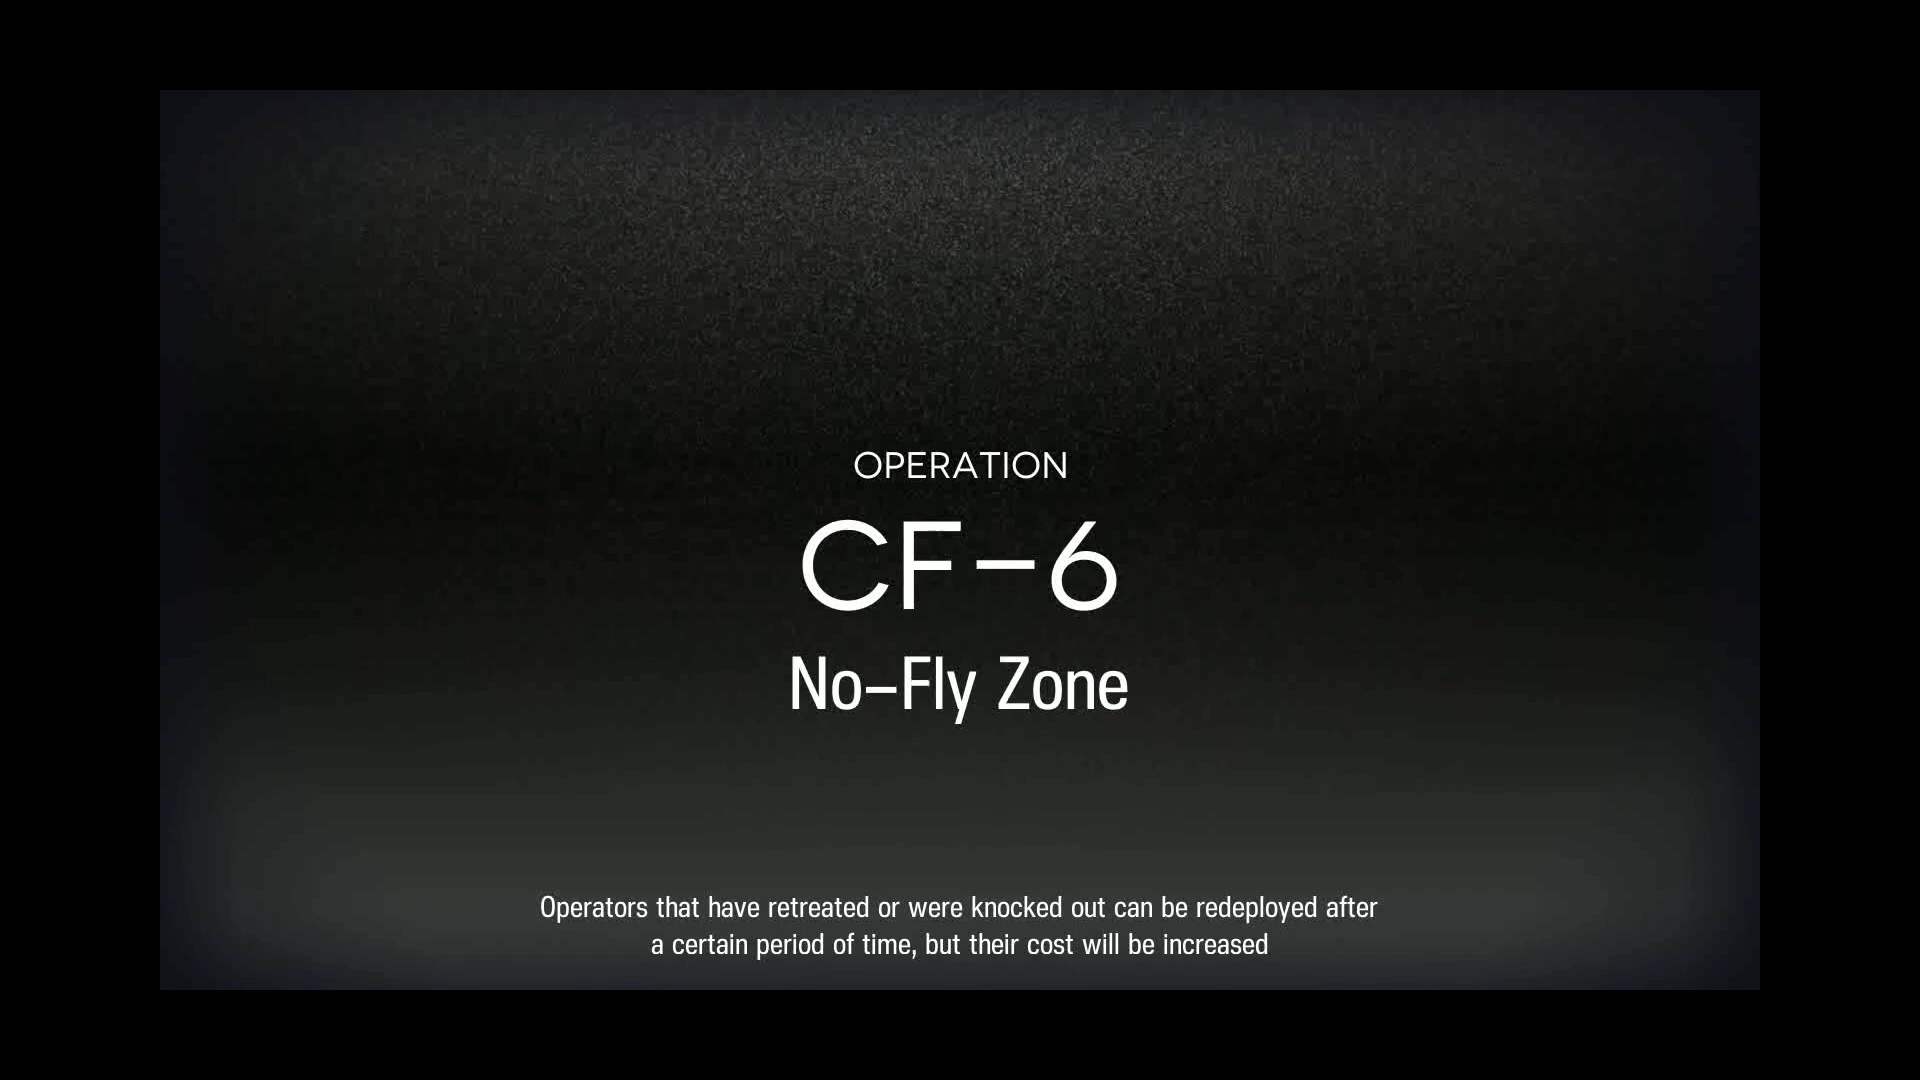 OPERATION
CF-6
No-Fly Zone
Operators that have retreated or were knocked out can be redeployed after
a certain period of time, but their cost will be increased